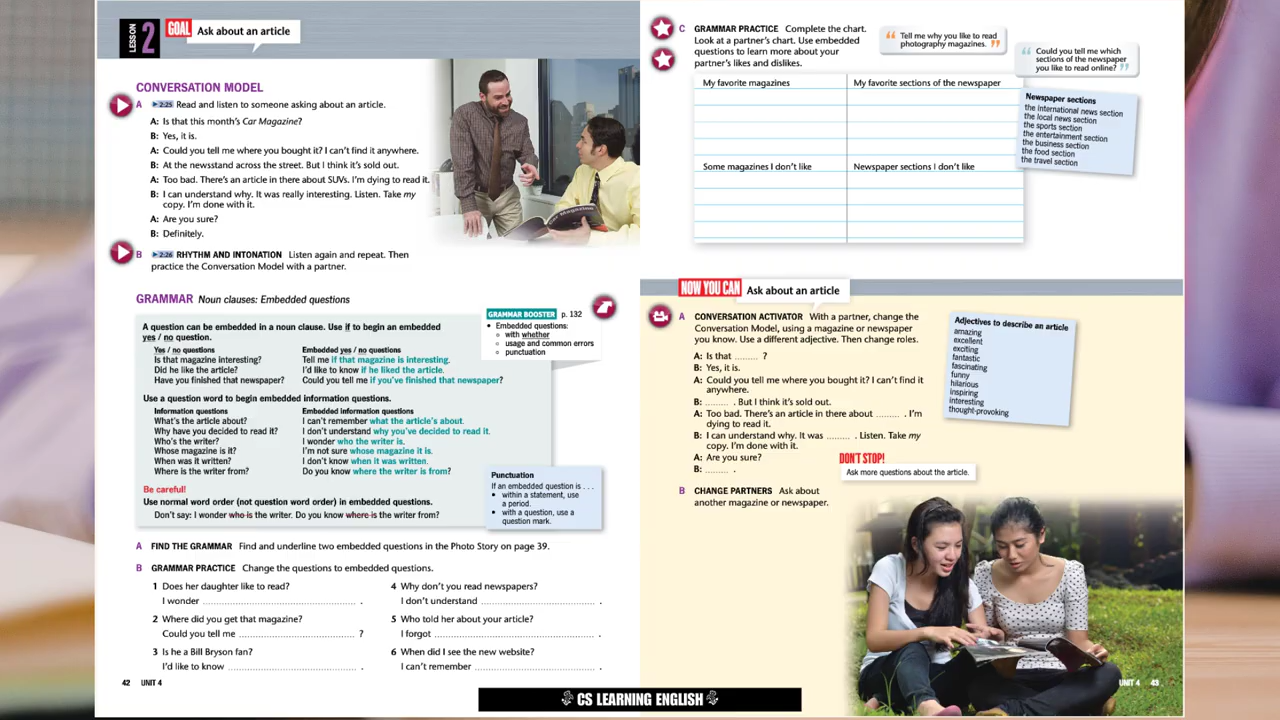 LESSON 2
GOAL Ask about an article
CONVERSATION MODEL
A 2:25 Read and listen to someone asking about an article.
A: Is that this month's Car Magazine?
B: Yes, it is.
A: Could you tell me where you bought it? I can't find it anywhere.
B: At the newsstand across the street. But I think it's sold out.
A: Too bad. There's an article in there about SUVs. I'm dying to read it.
B: I can understand why. It was really interesting. Listen. Take my
copy. I'm done with it.
A: Are you sure?
B: Definitely.
B 2:26 RHYTHM AND INTONATION Listen again and repeat. Then
practice the Conversation Model with a partner.
GRAMMAR Noun clauses: Embedded questions
GRAMMAR BOOSTER p. 132
• Embedded questions:
○ with whether
○ usage and common errors
○ punctuation
A question can be embedded in a noun clause. Use if to begin an embedded
yes / no question.
Yes / no questions
Is that magazine interesting?
Did he like the article?
Have you finished that newspaper?
Embedded yes / no questions
Tell me if that magazine is interesting.
I'd like to know if he liked the article.
Could you tell me if you've finished that newspaper?
Use a question word to begin embedded information questions.
Information questions
What's the article about?
Why have you decided to read it?
Who's the writer?
Whose magazine is it?
When was it written?
Where is the writer from?
Embedded information questions
I can't remember what the article's about.
I don't understand why you've decided to read it.
I wonder who the writer is.
I'm not sure whose magazine it is.
I don't know when it was written.
Do you know where the writer is from?
Be careful!
Use normal word order (not question word order) in embedded questions.
Don't say: I wonder who is the writer. Do you know where is the writer from?
Punctuation
If an embedded question is . . .
• within a statement, use
a period.
• with a question, use a
question mark.
A FIND THE GRAMMAR Find and underline two embedded questions in the Photo Story on page 39.
B GRAMMAR PRACTICE Change the questions to embedded questions.
1 Does her daughter like to read?
I wonder .................... .
2 Where did you get that magazine?
Could you tell me .................... ?
3 Is he a Bill Bryson fan?
I'd like to know .................... .
4 Why don't you read newspapers?
I don't understand .................... .
5 Who told her about your article?
I forgot .................... .
6 When did I see the new website?
I can't remember .................... .
42 UNIT 4
C GRAMMAR PRACTICE Complete the chart.
Look at a partner's chart. Use embedded
questions to learn more about your
partner's likes and dislikes.
“ Tell me why you like to read
photography magazines. ”
“ Could you tell me which
sections of the newspaper
you like to read online? ”
My favorite magazines
My favorite sections of the newspaper
Some magazines I don't like
Newspaper sections I don't like
Newspaper sections
the international news section
the local news section
the sports section
the entertainment section
the business section
the food section
the travel section
NOW YOU CAN Ask about an article
A CONVERSATION ACTIVATOR With a partner, change the
Conversation Model, using a magazine or newspaper
you know. Use a different adjective. Then change roles.
A: Is that ........ ?
B: Yes, it is.
A: Could you tell me where you bought it? I can't find it
anywhere.
B: ........ . But I think it's sold out.
A: Too bad. There's an article in there about ........ . I'm
dying to read it.
B: I can understand why. It was ........ . Listen. Take my
copy. I'm done with it.
A: Are you sure?
B: ........ .
DON'T STOP!
Ask more questions about the article.
Adjectives to describe an article
amazing
excellent
exciting
fantastic
fascinating
funny
hilarious
inspiring
interesting
thought-provoking
B CHANGE PARTNERS Ask about
another magazine or newspaper.
UNIT 4 43
CS LEARNING ENGLISH